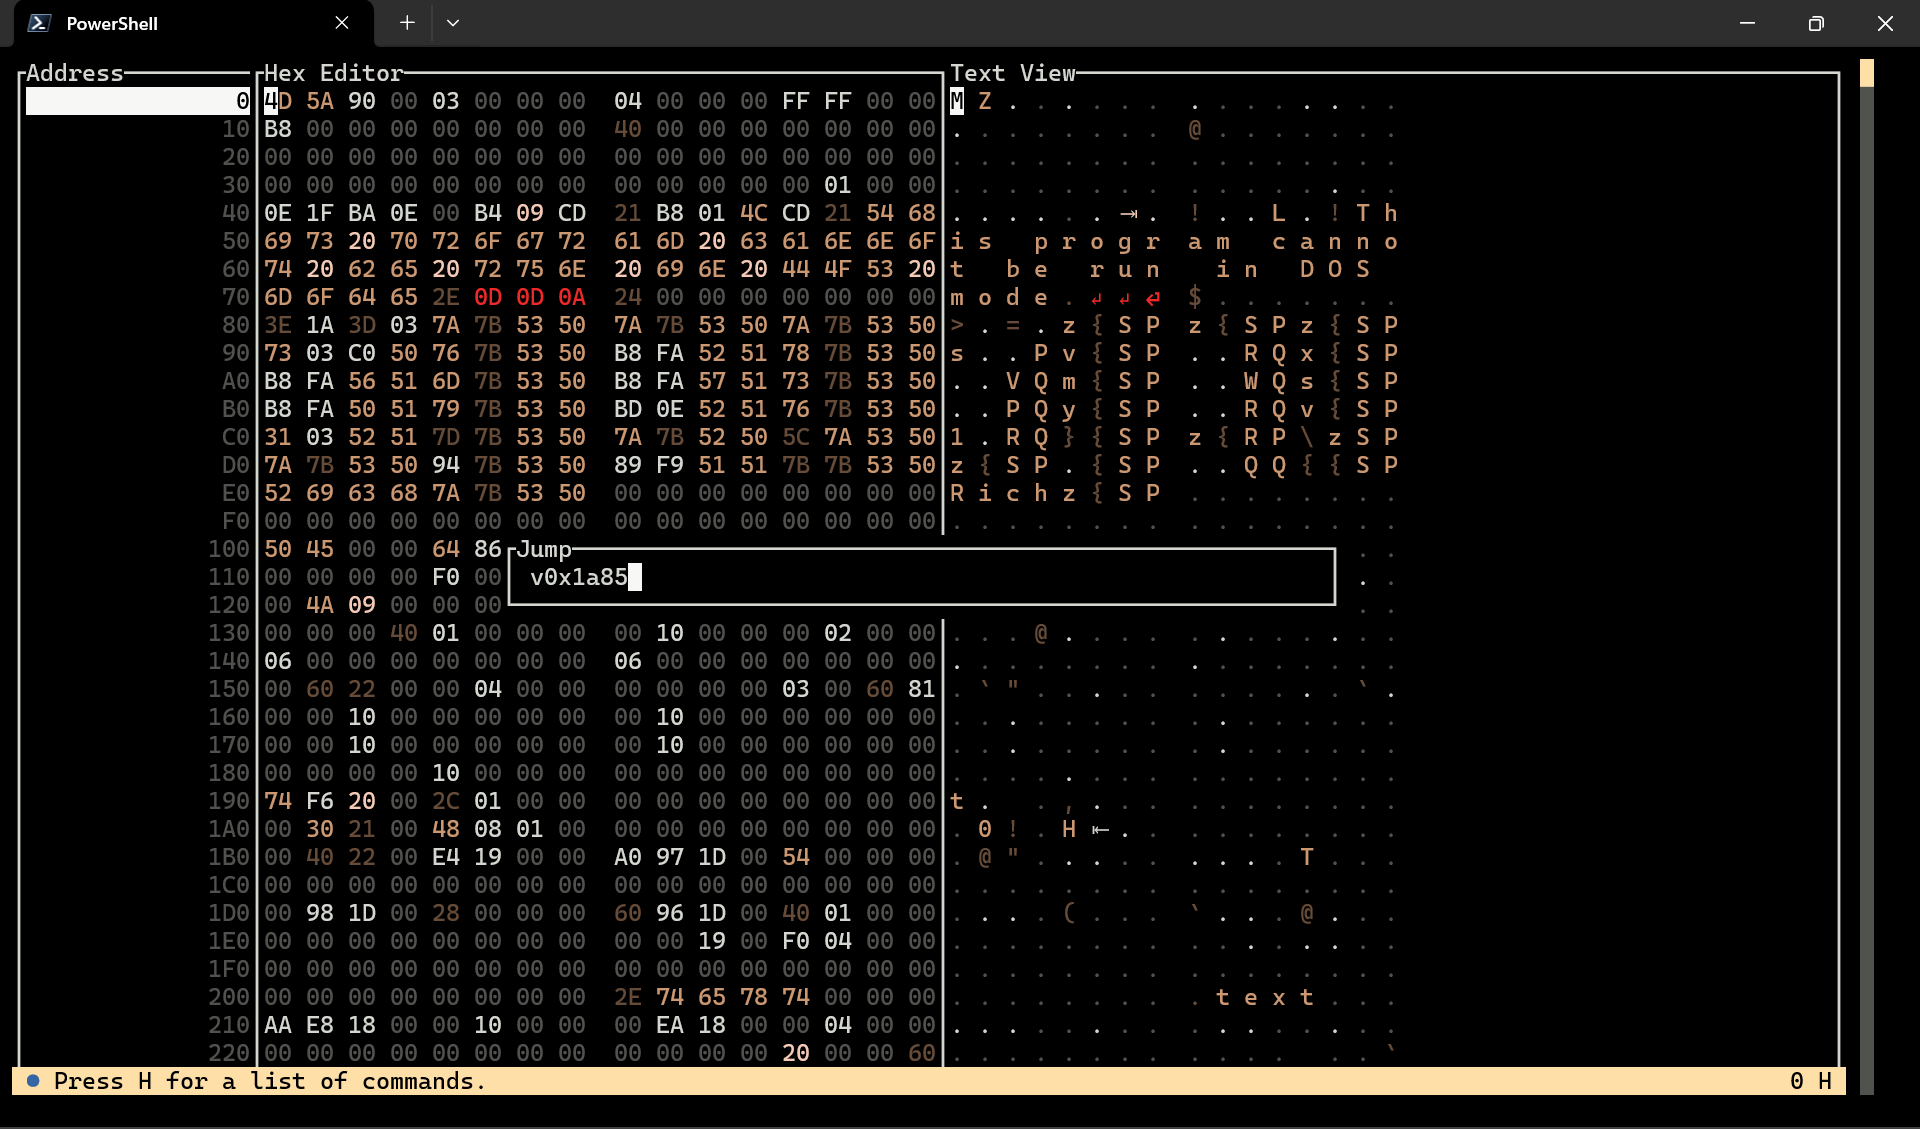 PowerShell
Address Hex Editor Text View
0 4D 5A 90 00 03 00 00 00 04 00 00 00 FF FF 00 00 M Z . . . . . . . . . . . . . .
10 B8 00 00 00 00 00 00 00 40 00 00 00 00 00 00 00 . . . . . . . . @ . . . . . . .
20 00 00 00 00 00 00 00 00 00 00 00 00 00 00 00 00 . . . . . . . . . . . . . . . .
30 00 00 00 00 00 00 00 00 00 00 00 00 00 01 00 00 . . . . . . . . . . . . . . . .
40 0E 1F BA 0E 00 B4 09 CD 21 B8 01 4C CD 21 54 68 . . . . . . ⇥ . ! . . L . ! T h
50 69 73 20 70 72 6F 67 72 61 6D 20 63 61 6E 6E 6F i s p r o g r a m c a n n o
60 74 20 62 65 20 72 75 6E 20 69 6E 20 44 4F 53 20 t b e r u n i n D O S
70 6D 6F 64 65 2E 0D 0D 0A 24 00 00 00 00 00 00 00 m o d e . ↲ ↲ ⏎ $ . . . . . . .
80 3E 1A 3D 03 7A 7B 53 50 7A 7B 53 50 7A 7B 53 50 > . = . z { S P z { S P z { S P
90 73 03 C0 50 76 7B 53 50 B8 FA 52 51 78 7B 53 50 s . . P v { S P . . R Q x { S P
A0 B8 FA 56 51 6D 7B 53 50 B8 FA 57 51 73 7B 53 50 . . V Q m { S P . . W Q s { S P
B0 B8 FA 50 51 79 7B 53 50 BD 0E 52 51 76 7B 53 50 . . P Q y { S P . . R Q v { S P
C0 31 03 52 51 7D 7B 53 50 7A 7B 52 50 5C 7A 53 50 1 . R Q } { S P z { R P \ z S P
D0 7A 7B 53 50 94 7B 53 50 89 F9 51 51 7B 7B 53 50 z { S P . { S P . . Q Q { { S P
E0 52 69 63 68 7A 7B 53 50 00 00 00 00 00 00 00 00 R i c h z { S P . . . . . . . .
F0 00 00 00 00 00 00 00 00 00 00 00 00 00 00 00 00 . . . . . . . . . . . . . . . .
100 50 45 00 00 64 86 Jump . .
110 00 00 00 00 F0 00 v0x1a85 . .
120 00 4A 09 00 00 00 . .
130 00 00 00 40 01 00 00 00 00 10 00 00 00 02 00 00 . . . @ . . . . . . . . . . . .
140 06 00 00 00 00 00 00 00 06 00 00 00 00 00 00 00 . . . . . . . . . . . . . . . .
150 00 60 22 00 00 04 00 00 00 00 00 00 03 00 60 81 . ` " . . . . . . . . . . . ` .
160 00 00 10 00 00 00 00 00 00 10 00 00 00 00 00 00 . . . . . . . . . . . . . . . .
170 00 00 10 00 00 00 00 00 00 10 00 00 00 00 00 00 . . . . . . . . . . . . . . . .
180 00 00 00 00 10 00 00 00 00 00 00 00 00 00 00 00 . . . . . . . . . . . . . . . .
190 74 F6 20 00 2C 01 00 00 00 00 00 00 00 00 00 00 t . . , . . . . . . . . . . .
1A0 00 30 21 00 48 08 01 00 00 00 00 00 00 00 00 00 . 0 ! . H ⇤ . . . . . . . . . .
1B0 00 40 22 00 E4 19 00 00 A0 97 1D 00 54 00 00 00 . @ " . . . . . . . . . T . . .
1C0 00 00 00 00 00 00 00 00 00 00 00 00 00 00 00 00 . . . . . . . . . . . . . . . .
1D0 00 98 1D 00 28 00 00 00 60 96 1D 00 40 01 00 00 . . . . ( . . . ` . . . @ . . .
1E0 00 00 00 00 00 00 00 00 00 00 19 00 F0 04 00 00 . . . . . . . . . . . . . . . .
1F0 00 00 00 00 00 00 00 00 00 00 00 00 00 00 00 00 . . . . . . . . . . . . . . . .
200 00 00 00 00 00 00 00 00 2E 74 65 78 74 00 00 00 . . . . . . . . . t e x t . . .
210 AA E8 18 00 00 10 00 00 00 EA 18 00 00 04 00 00 . . . . . . . . . . . . . . . .
220 00 00 00 00 00 00 00 00 00 00 00 00 20 00 00 60 . . . . . . . . . . . . . . `
Press H for a list of commands. 0 H